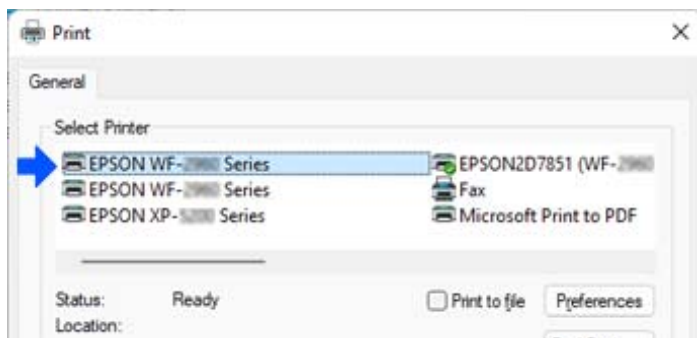 Print
General
Select Printer
EPSON WF- Series
EPSON2D7851 (WF-
EPSON WF- Series
Fax
EPSON XP- Series
Microsoft Print to PDF
Status: Ready
Print to file
Preferences
Location: